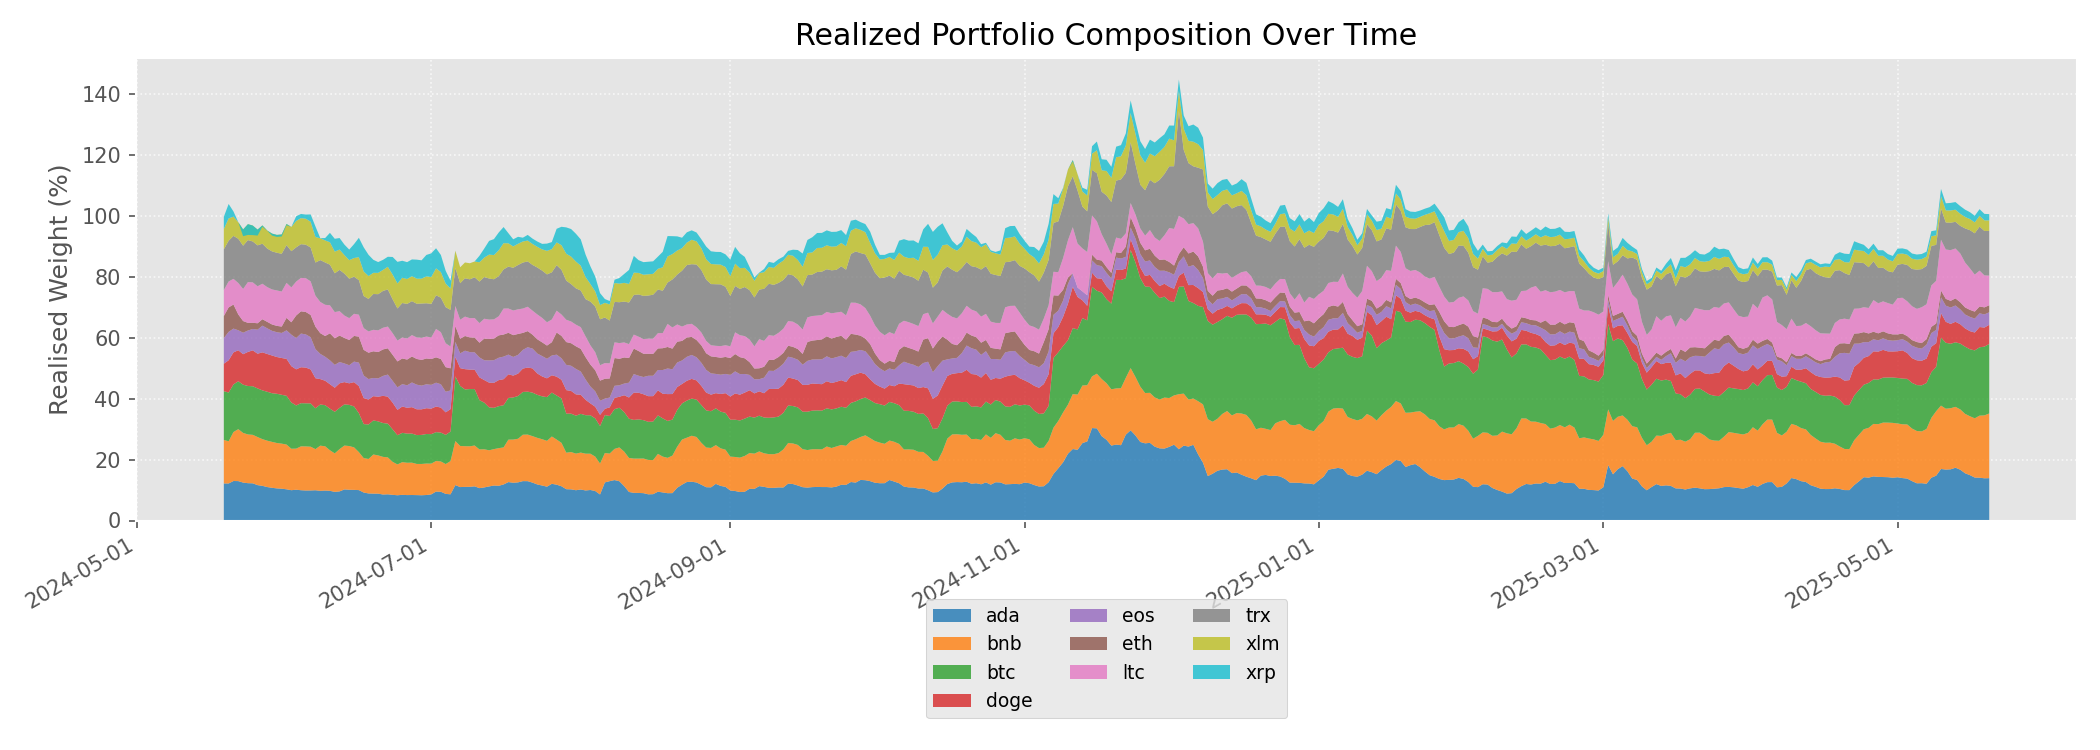 Realized Portfolio Composition Over Time
Realised Weight (%)
140
120
100
80
60
40
20
0
2024-05-01
2024-07-01
2024-09-01
2024-11-01
2025-01-01
2025-03-01
2025-05-01
ada
bnb
btc
doge
eos
eth
ltc
trx
xlm
xrp